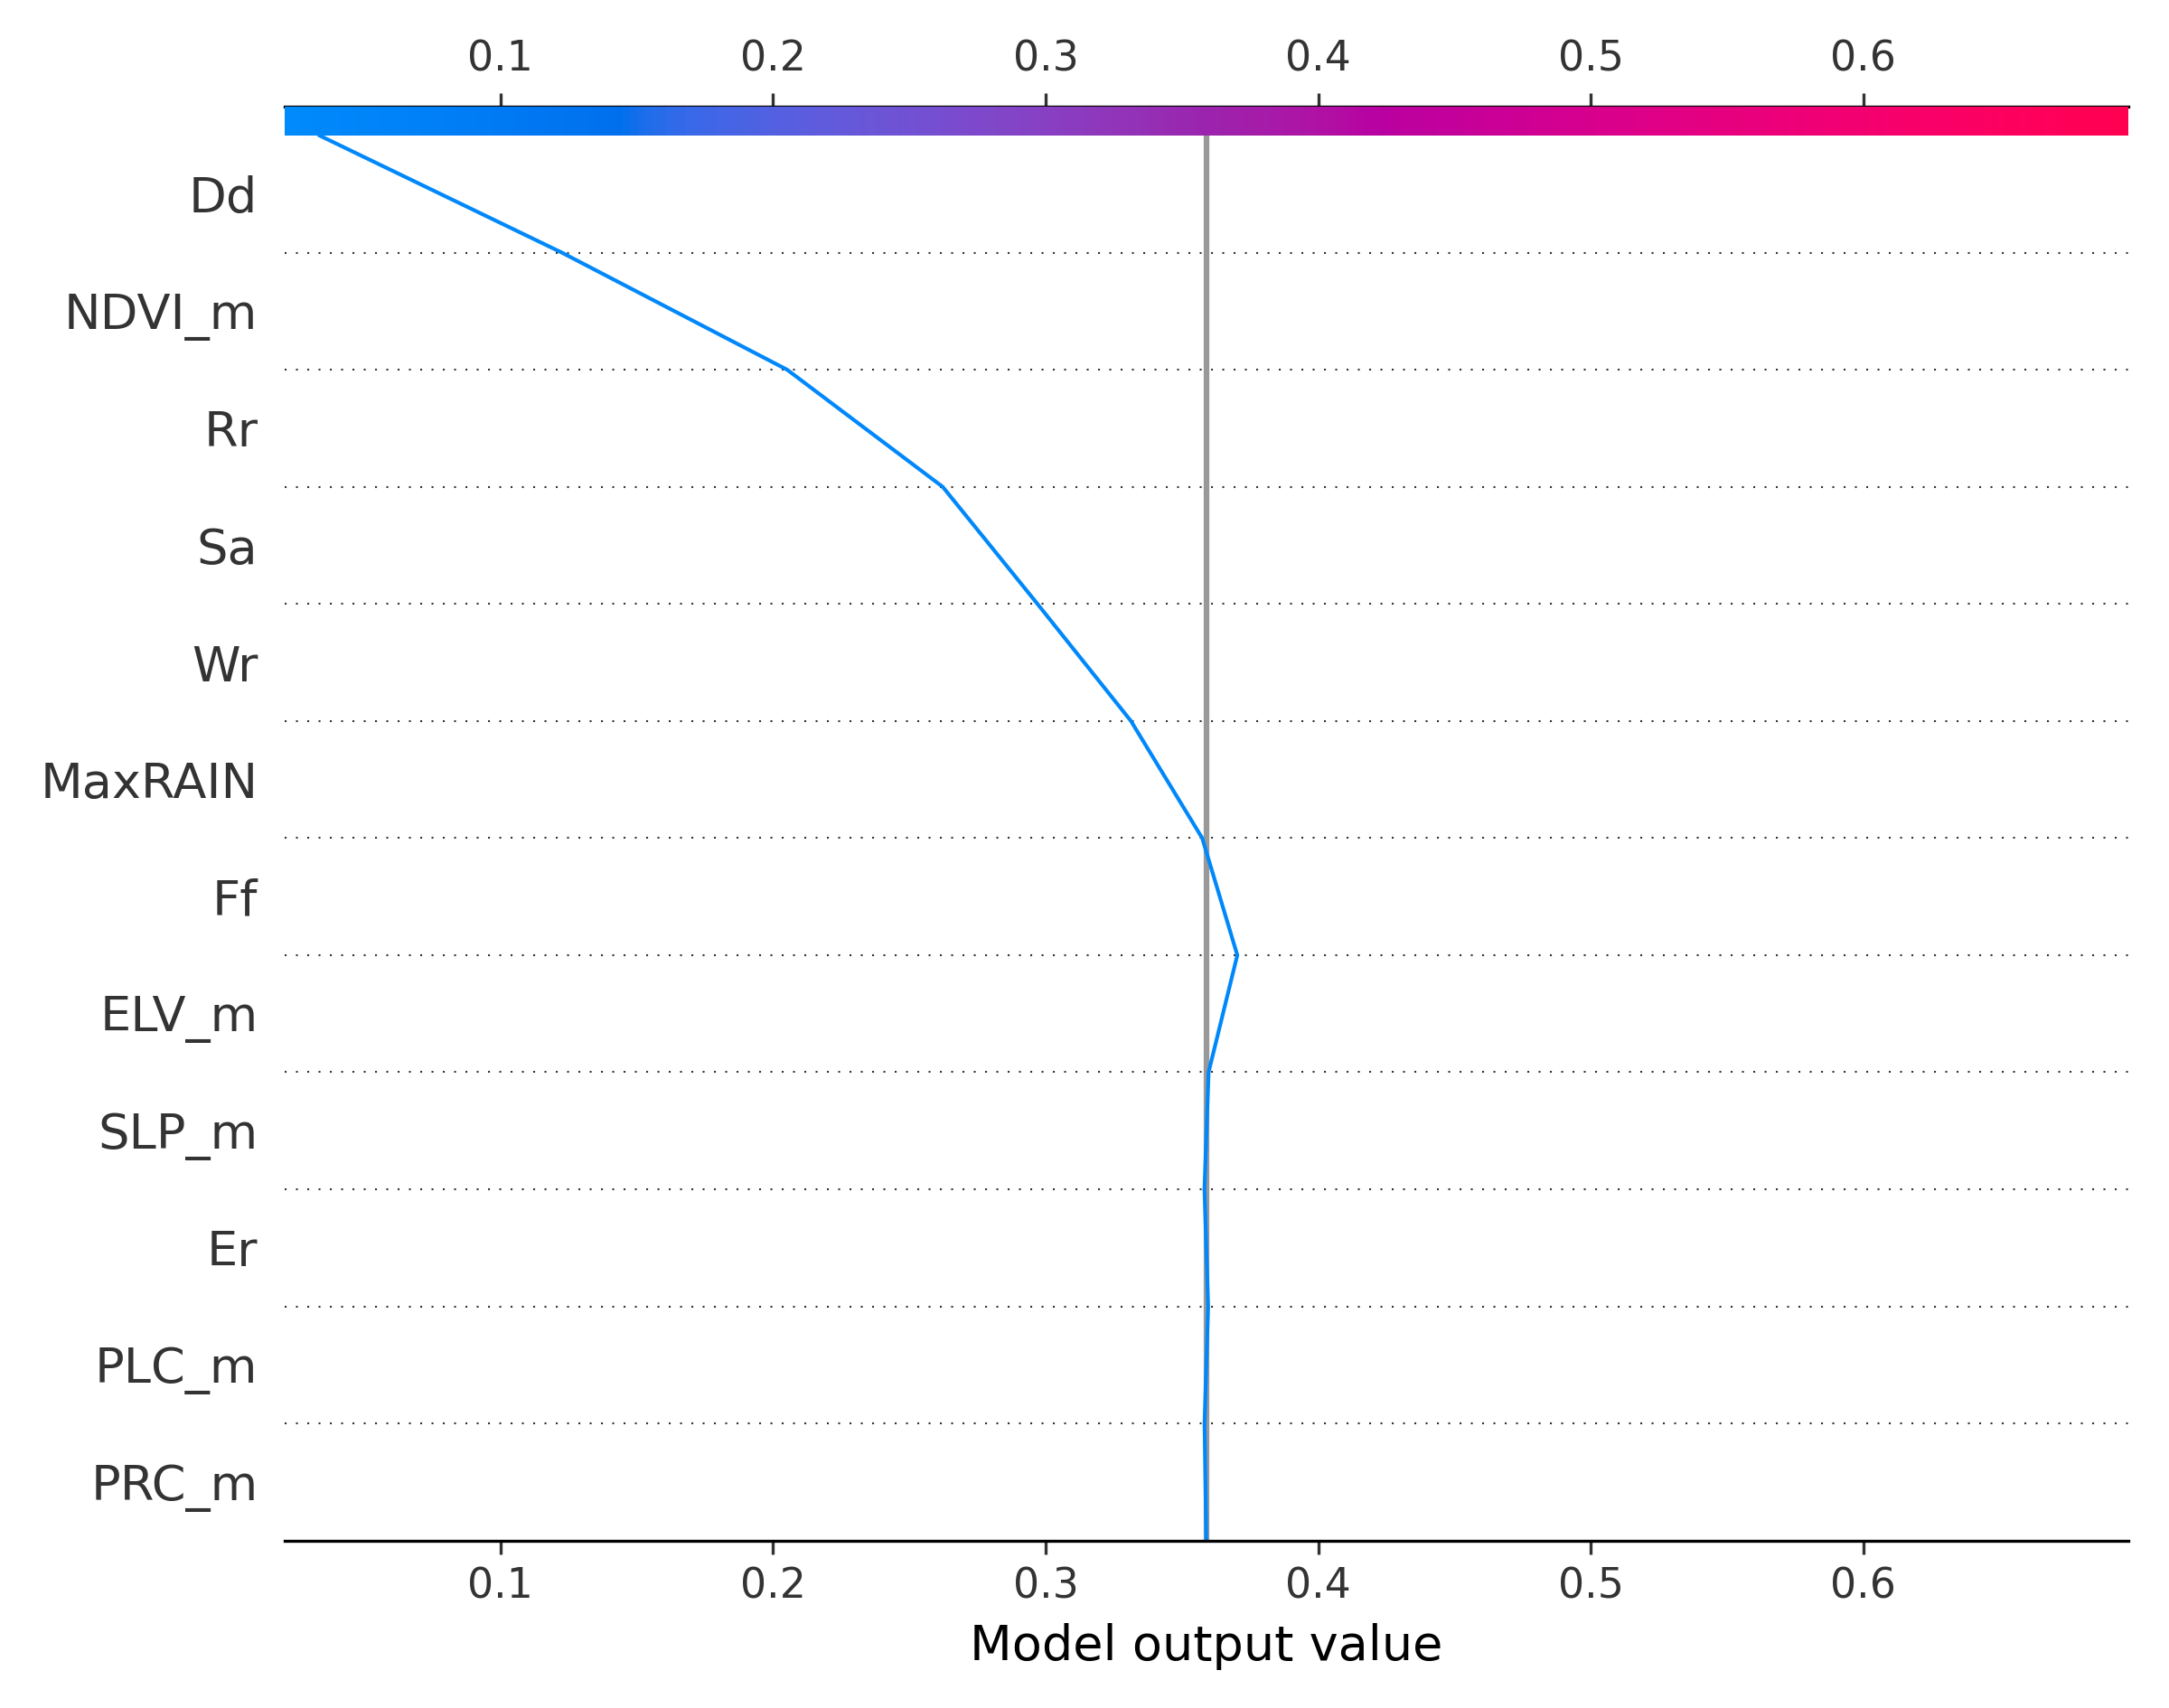 0.1 0.2 0.3 0.4 0.5 0.6
Dd
NDVI_m
Rr
Sa
Wr
MaxRAIN
Ff
ELV_m
SLP_m
Er
PLC_m
PRC_m
0.1 0.2 0.3 0.4 0.5 0.6
Model output value